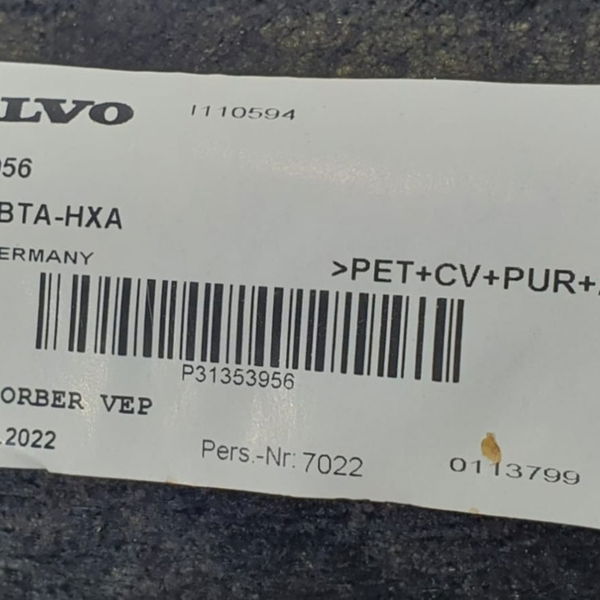 LVO I110594
956
BTA-HXA
ERMANY >PET+CV+PUR+
P31353956
ORBER VEP
.2022 Pers.-Nr: 7022 0113799